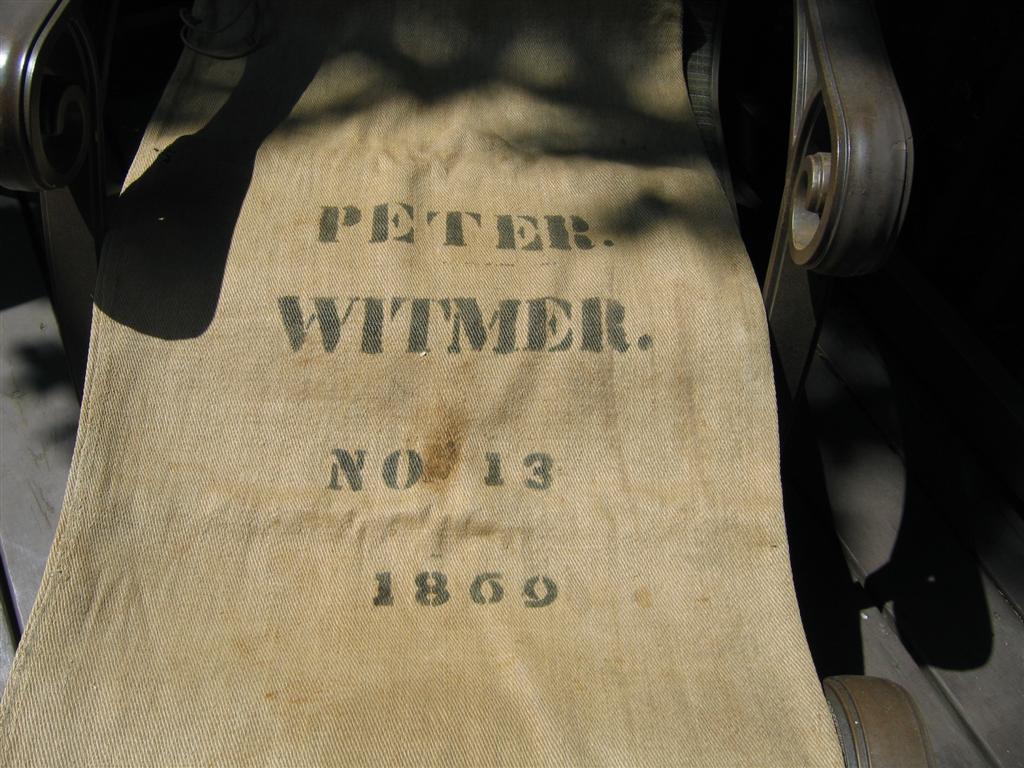 PETER.
WITMER.
NO 13
1869